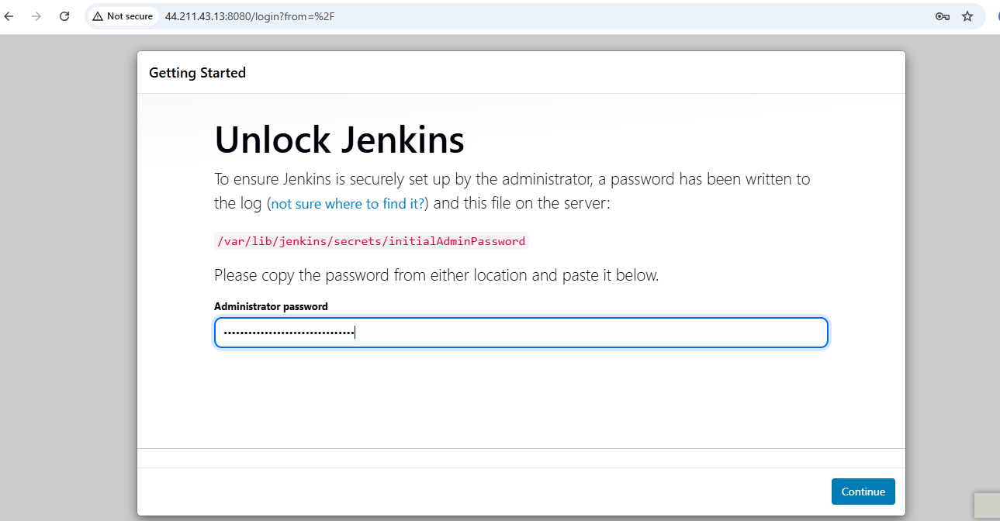 Not secure 44.211.43.13:8080/login?from=%2F
Getting Started
Unlock Jenkins
To ensure Jenkins is securely set up by the administrator, a password has been written to
the log (not sure where to find it?) and this file on the server:
/var/lib/jenkins/secrets/initialAdminPassword
Please copy the password from either location and paste it below.
Administrator password
••••••••••••••••••••••••••••••••
Continue